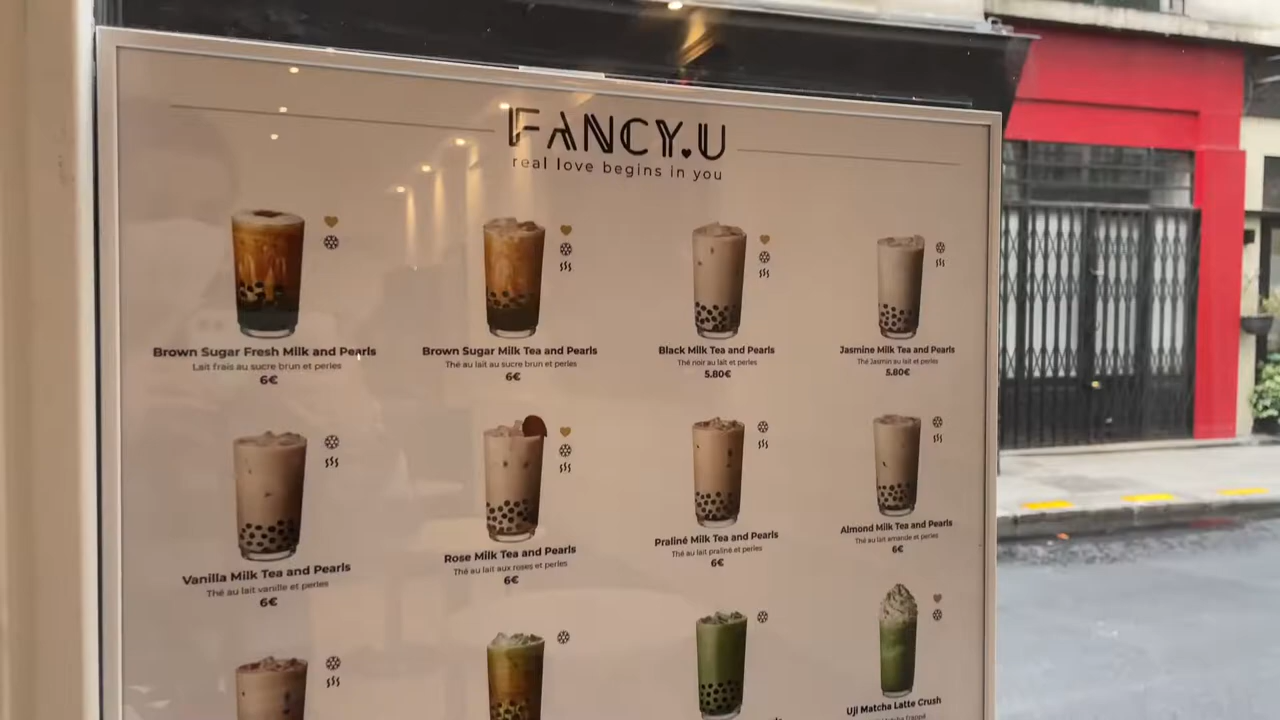 FANCY.U
real love begins in you
Brown Sugar Fresh Milk and Pearls
Lait frais au sucre brun et perles
6€
Brown Sugar Milk Tea and Pearls
Thé au lait au sucre brun et perles
6€
Black Milk Tea and Pearls
Thé noir au lait et perles
5.80€
Jasmine Milk Tea and Pearls
Thé Jasmin au lait et perles
5.80€
Vanilla Milk Tea and Pearls
Thé au lait vanille et perles
6€
Rose Milk Tea and Pearls
Thé au lait aux roses et perles
6€
Praliné Milk Tea and Pearls
Thé au lait praliné et perles
6€
Almond Milk Tea and Pearls
Thé au lait amande et perles
6€
Uji Matcha Latte Crush